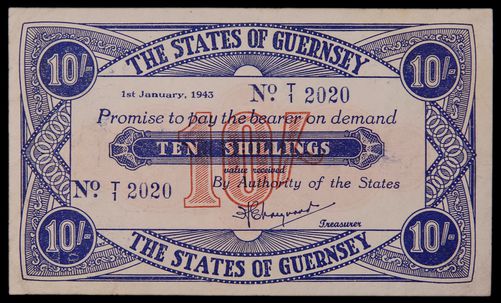 THE STATES OF GUERNSEY
10/- 10/-
1st January, 1943 No. T/1 2020
Promise to pay the bearer on demand
10/-
TEN SHILLINGS
value received
No. T/1 2020 By Authority of the States
Treasurer
10/- 10/-
THE STATES OF GUERNSEY